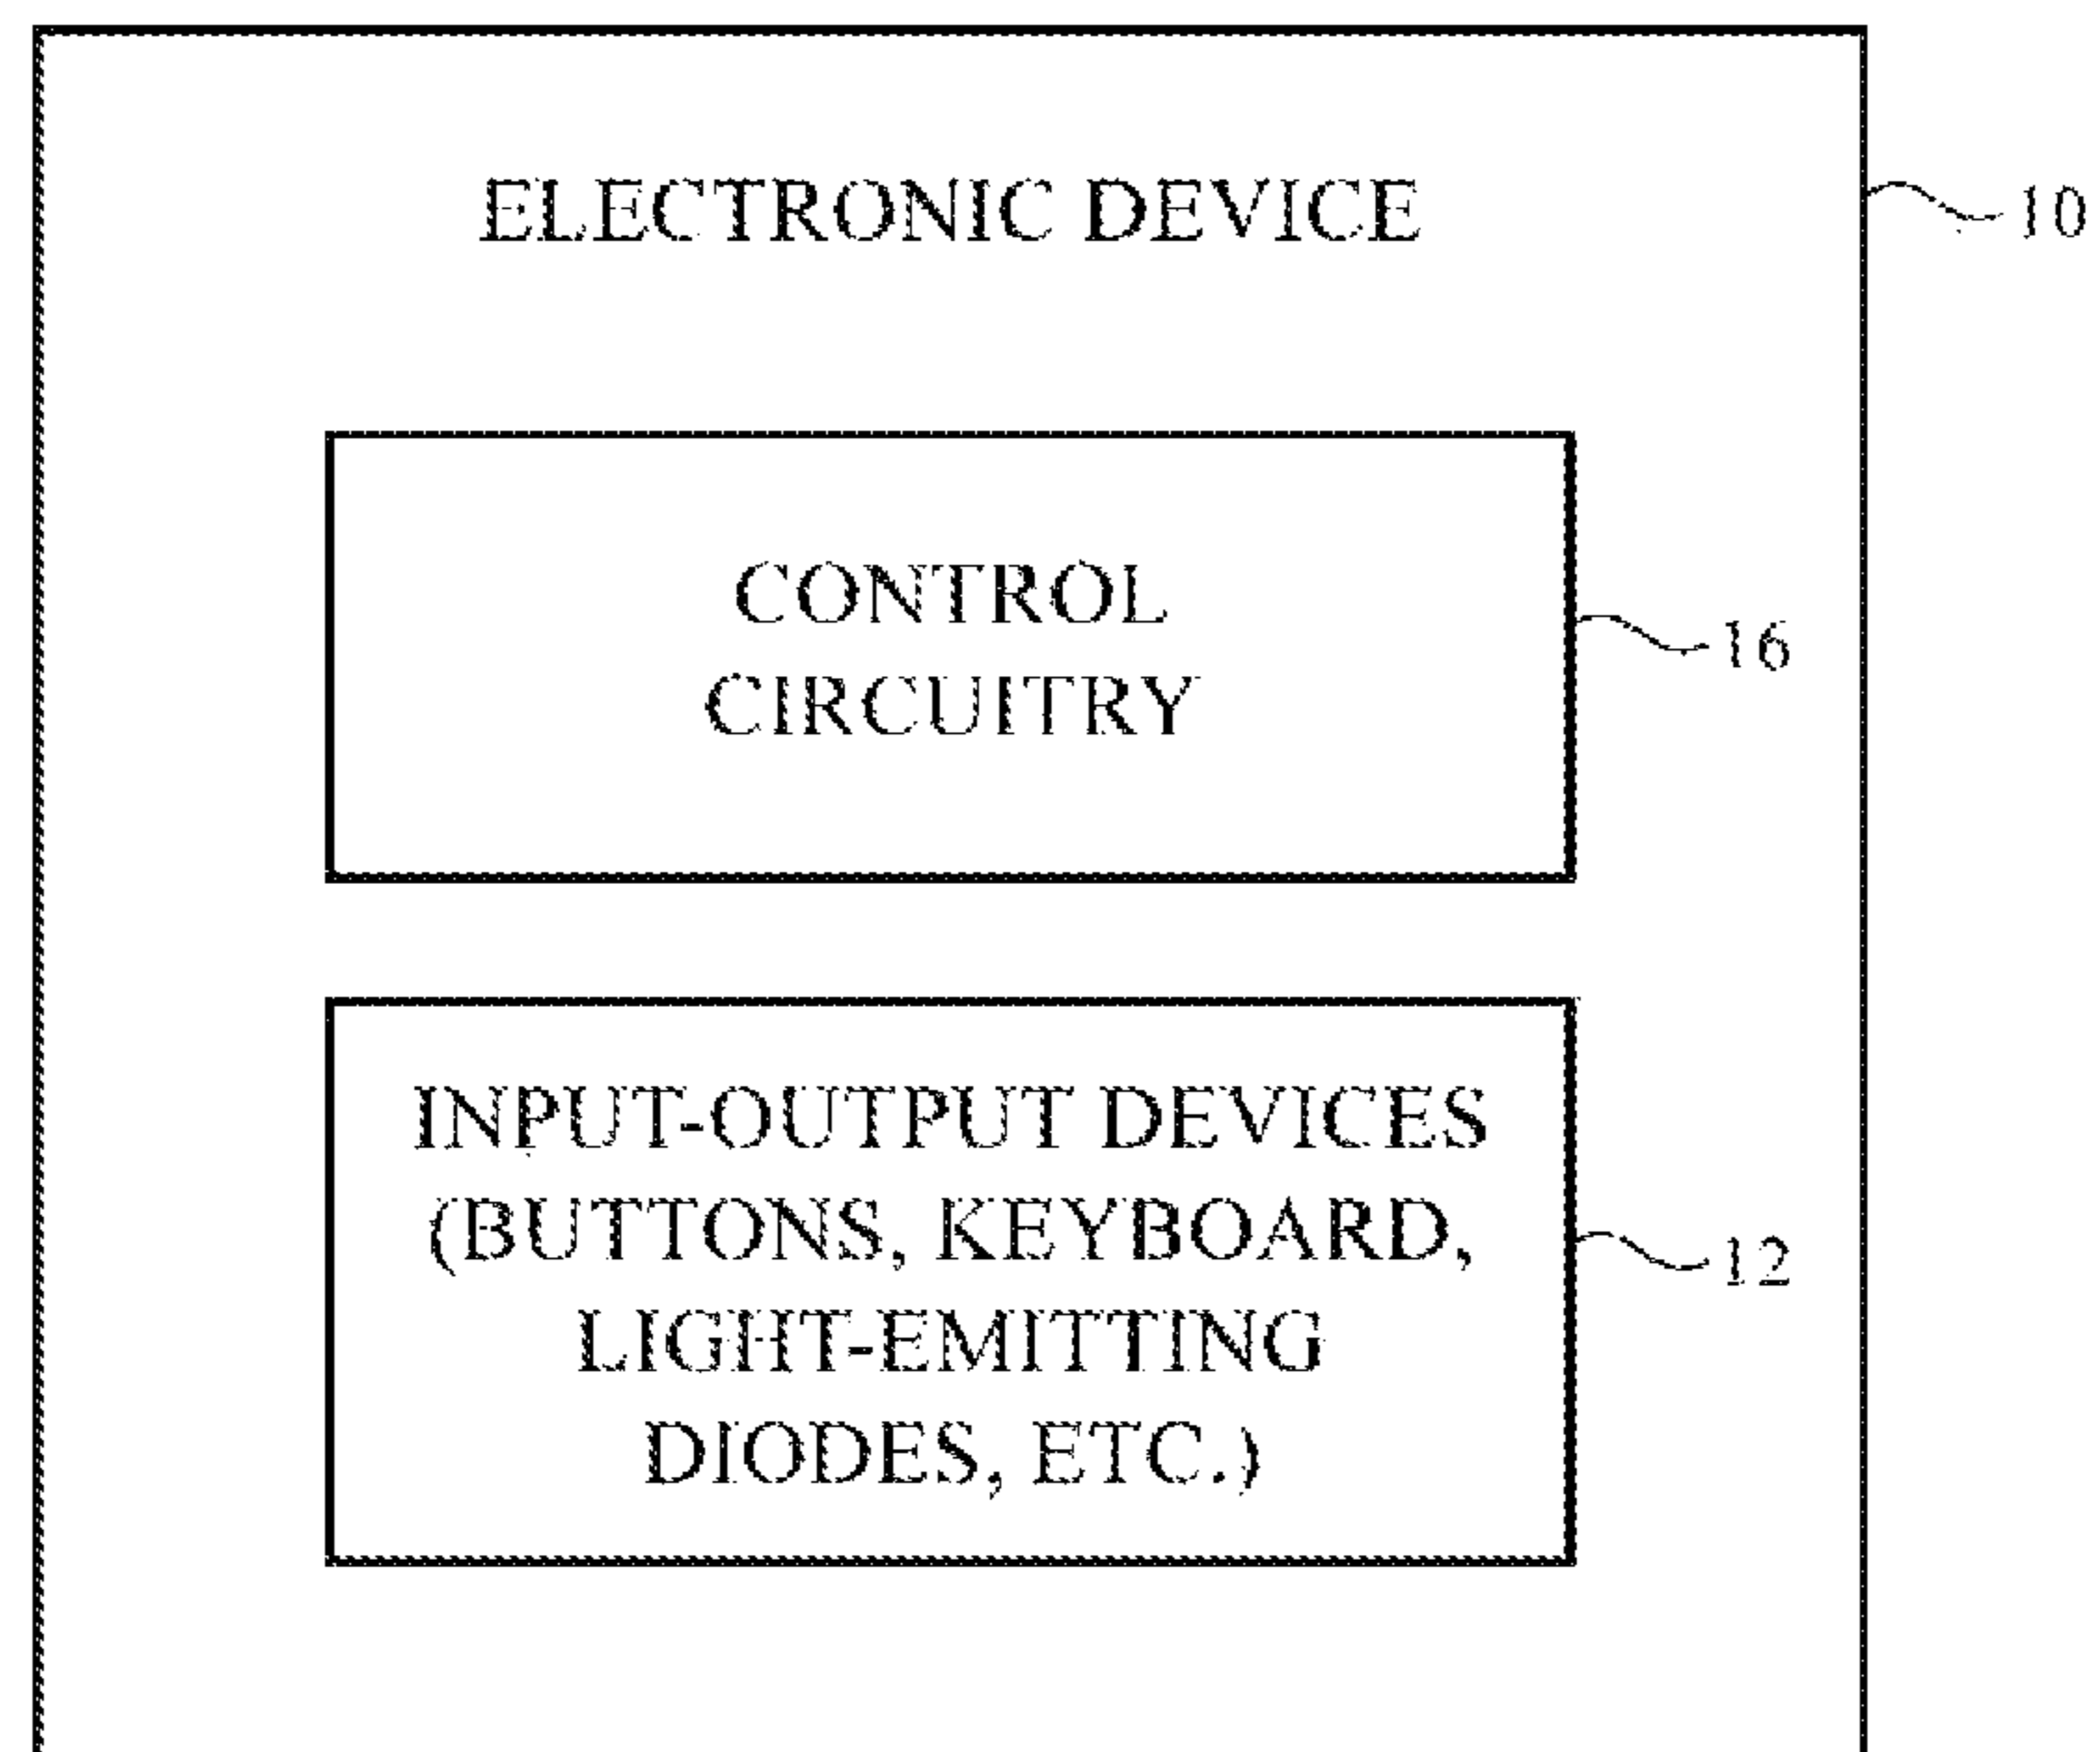 ELECTRONIC DEVICE
10
CONTROL
CIRCUITRY
16
INPUT-OUTPUT DEVICES
(BUTTONS, KEYBOARD,
LIGHT-EMITTING
DIODES, ETC.)
12